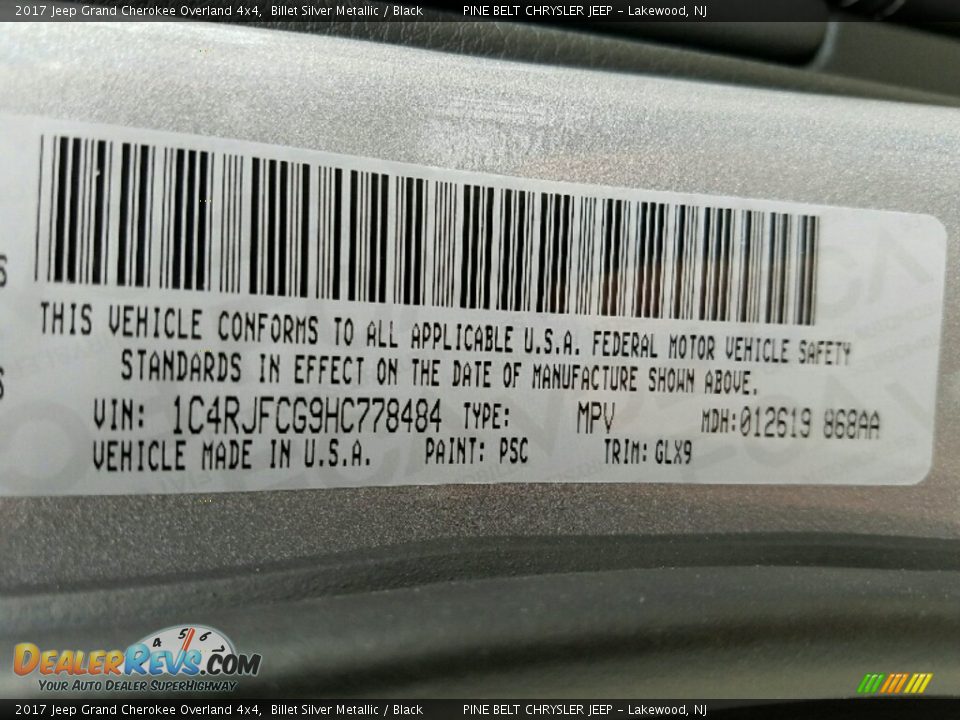 2017 Jeep Grand Cherokee Overland 4x4, Billet Silver Metallic / Black PINE BELT CHRYSLER JEEP - Lakewood, NJ
THIS VEHICLE CONFORMS TO ALL APPLICABLE U.S.A. FEDERAL MOTOR VEHICLE SAFETY
STANDARDS IN EFFECT ON THE DATE OF MANUFACTURE SHOWN ABOVE.
VIN: 1C4RJFCG9HC778484 TYPE: MPV MDH:012619 868AA
VEHICLE MADE IN U.S.A. PAINT: PSC TRIM: GLX9
4 5 6
DEALERREVS.COM
YOUR AUTO DEALER SUPERHIGHWAY
2017 Jeep Grand Cherokee Overland 4x4, Billet Silver Metallic / Black PINE BELT CHRYSLER JEEP - Lakewood, NJ